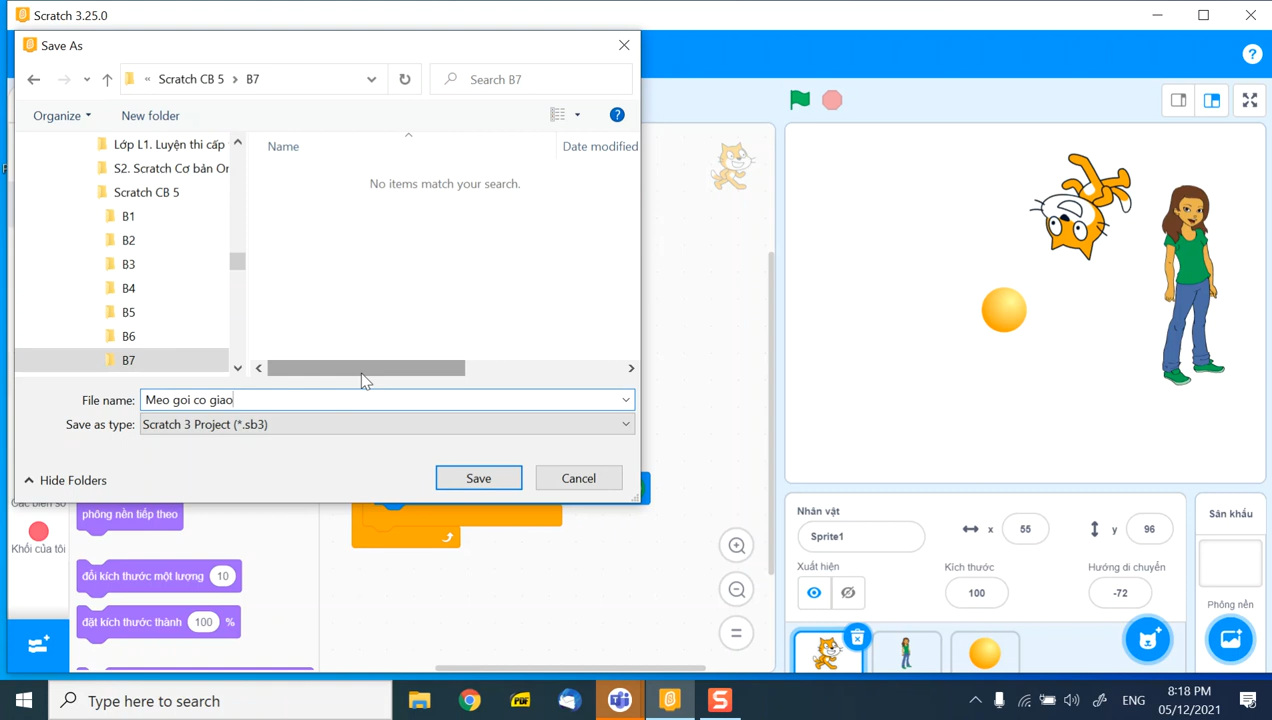 Scratch 3.25.0
Save As
« Scratch CB 5 › B7
Search B7
Organize
New folder
Name
Date modified
No items match your search.
Lớp L1. Luyện thi cấp
S2. Scratch Cơ bản On
Scratch CB 5
B1
B2
B3
B4
B5
B6
B7
File name: Meo goi co giao
Save as type: Scratch 3 Project (*.sb3)
Hide Folders
Save
Cancel
Các biến số
Khối của tôi
phông nền tiếp theo
đổi kích thước một lượng 10
đặt kích thước thành 100 %
Nhân vật
Sprite1
x 55
y 96
Xuất hiện
Kích thước
100
Hướng di chuyển
-72
Sân khấu
Phông nền
Type here to search
PDF
ENG
8:18 PM
05/12/2021